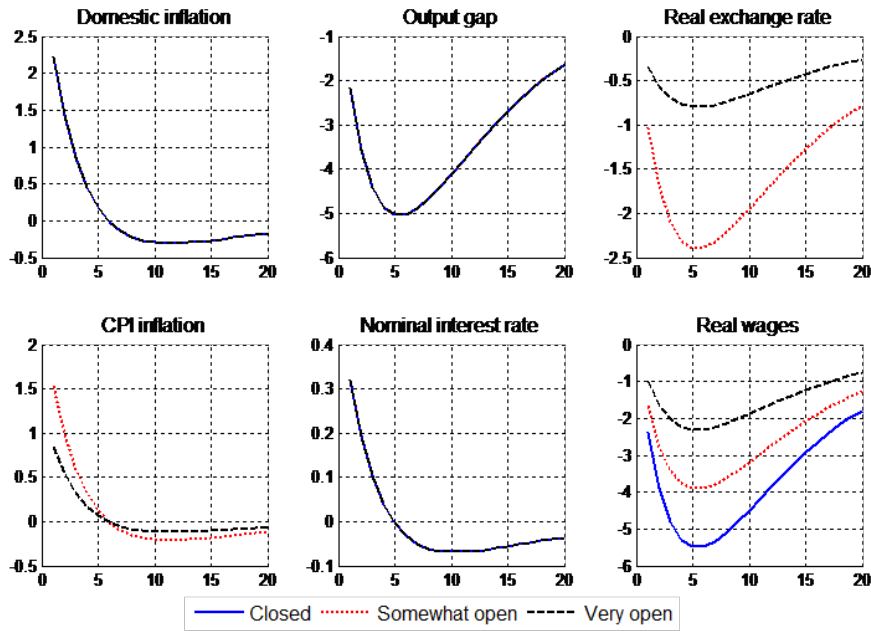 Domestic inflation
Output gap
Real exchange rate
2.5
2
1.5
1
0.5
0
-0.5
0 5 10 15 20
-1
-2
-3
-4
-5
-6
0 5 10 15 20
0
-0.5
-1
-1.5
-2
-2.5
0 5 10 15 20
CPI inflation
Nominal interest rate
Real wages
2
1.5
1
0.5
0
-0.5
0 5 10 15 20
0.4
0.3
0.2
0.1
0
-0.1
0 5 10 15 20
0
-1
-2
-3
-4
-5
-6
0 5 10 15 20
Closed Somewhat open Very open